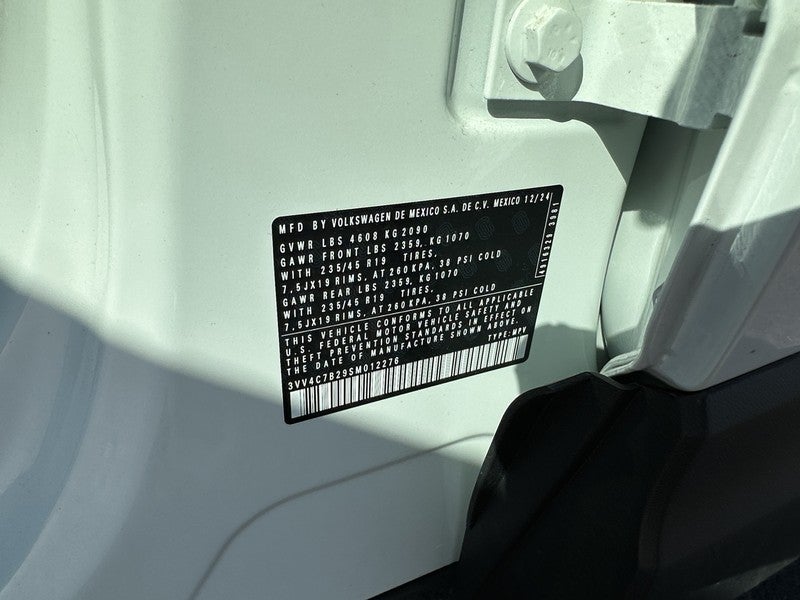 MFD BY VOLKSWAGEN DE MEXICO S.A. DE C.V. MEXICO 12/24
GVWR LBS 4608 KG 2090
GAWR FRONT LBS 2359, KG 1070
WITH 235/45 R19 TIRES,
7.5JX19 RIMS, AT 260 KPA, 38 PSI COLD
GAWR REAR LBS 2359, KG 1070
WITH 235/45 R19 TIRES,
7.5JX19 RIMS, AT 260 KPA, 38 PSI COLD
THIS VEHICLE CONFORMS TO ALL APPLICABLE
U.S. FEDERAL MOTOR VEHICLE SAFETY AND
THEFT PREVENTION STANDARDS IN EFFECT ON
THE DATE OF MANUFACTURE SHOWN ABOVE.
TYPE: MPV
3VV4C7B29SM012276